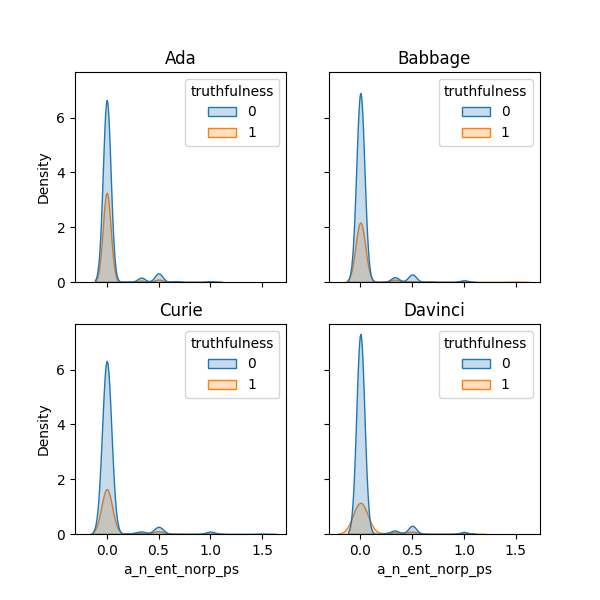 Ada
Babbage
truthfulness
0
1
truthfulness
0
1
Density
6
4
2
0
Curie
Davinci
truthfulness
0
1
truthfulness
0
1
Density
6
4
2
0
0.0 0.5 1.0 1.5
0.0 0.5 1.0 1.5
a_n_ent_norp_ps
a_n_ent_norp_ps